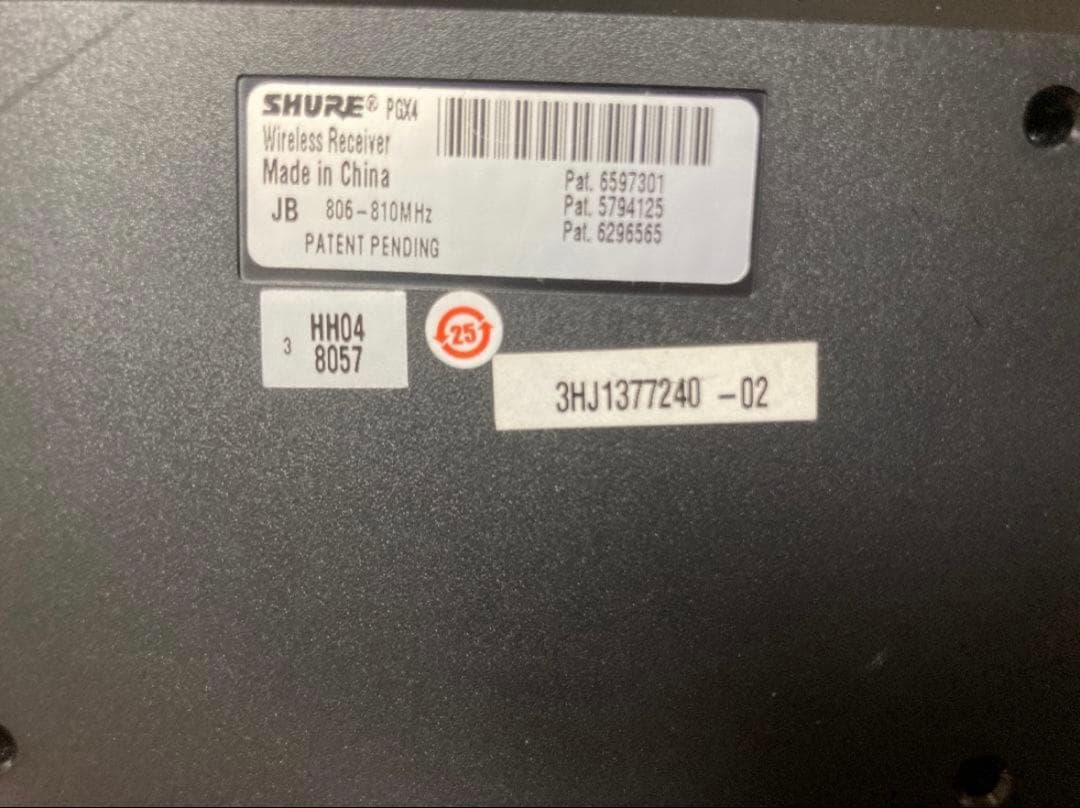 SHURE® PGX4
Wireless Receiver
Made in China
JB 806-810MHz
PATENT PENDING
Pat. 6597301
Pat. 5794125
Pat. 6296565
3 HH04
8057
25
3HJ1377240 -02